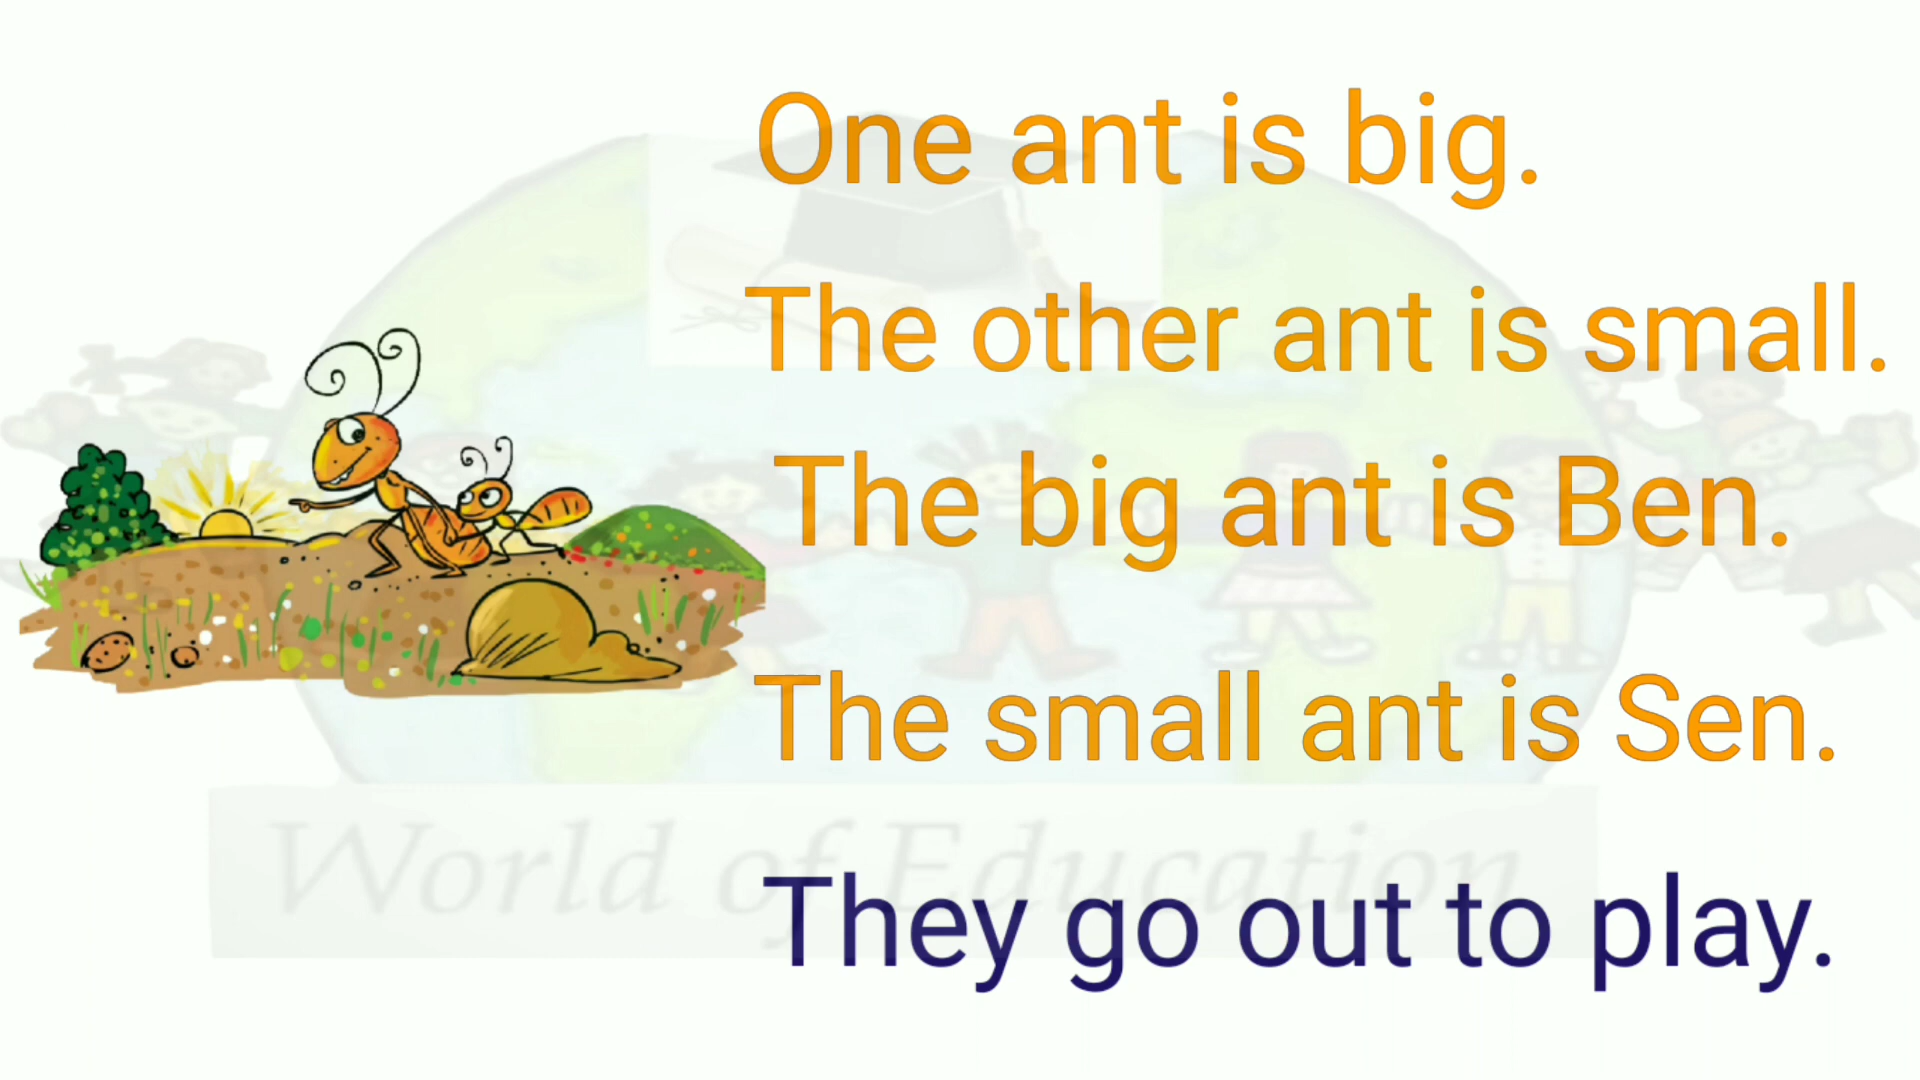 One ant is big.
The other ant is small.
The big ant is Ben.
The small ant is Sen.
World of Education
They go out to play.